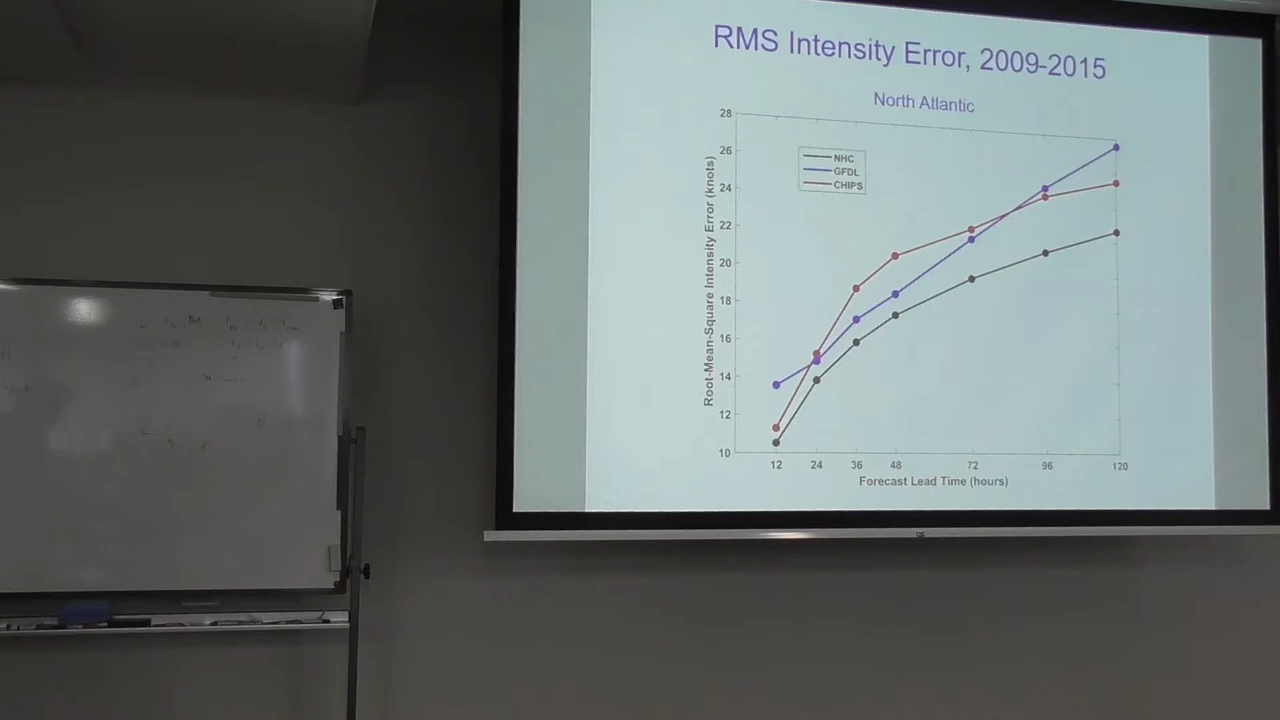 RMS Intensity Error, 2009-2015
North Atlantic
28
26
24
22
20
18
16
14
12
10
Root-Mean-Square Intensity Error (knots)
NHC
GFDL
CHIPS
12 24 36 48 72 96 120
Forecast Lead Time (hours)